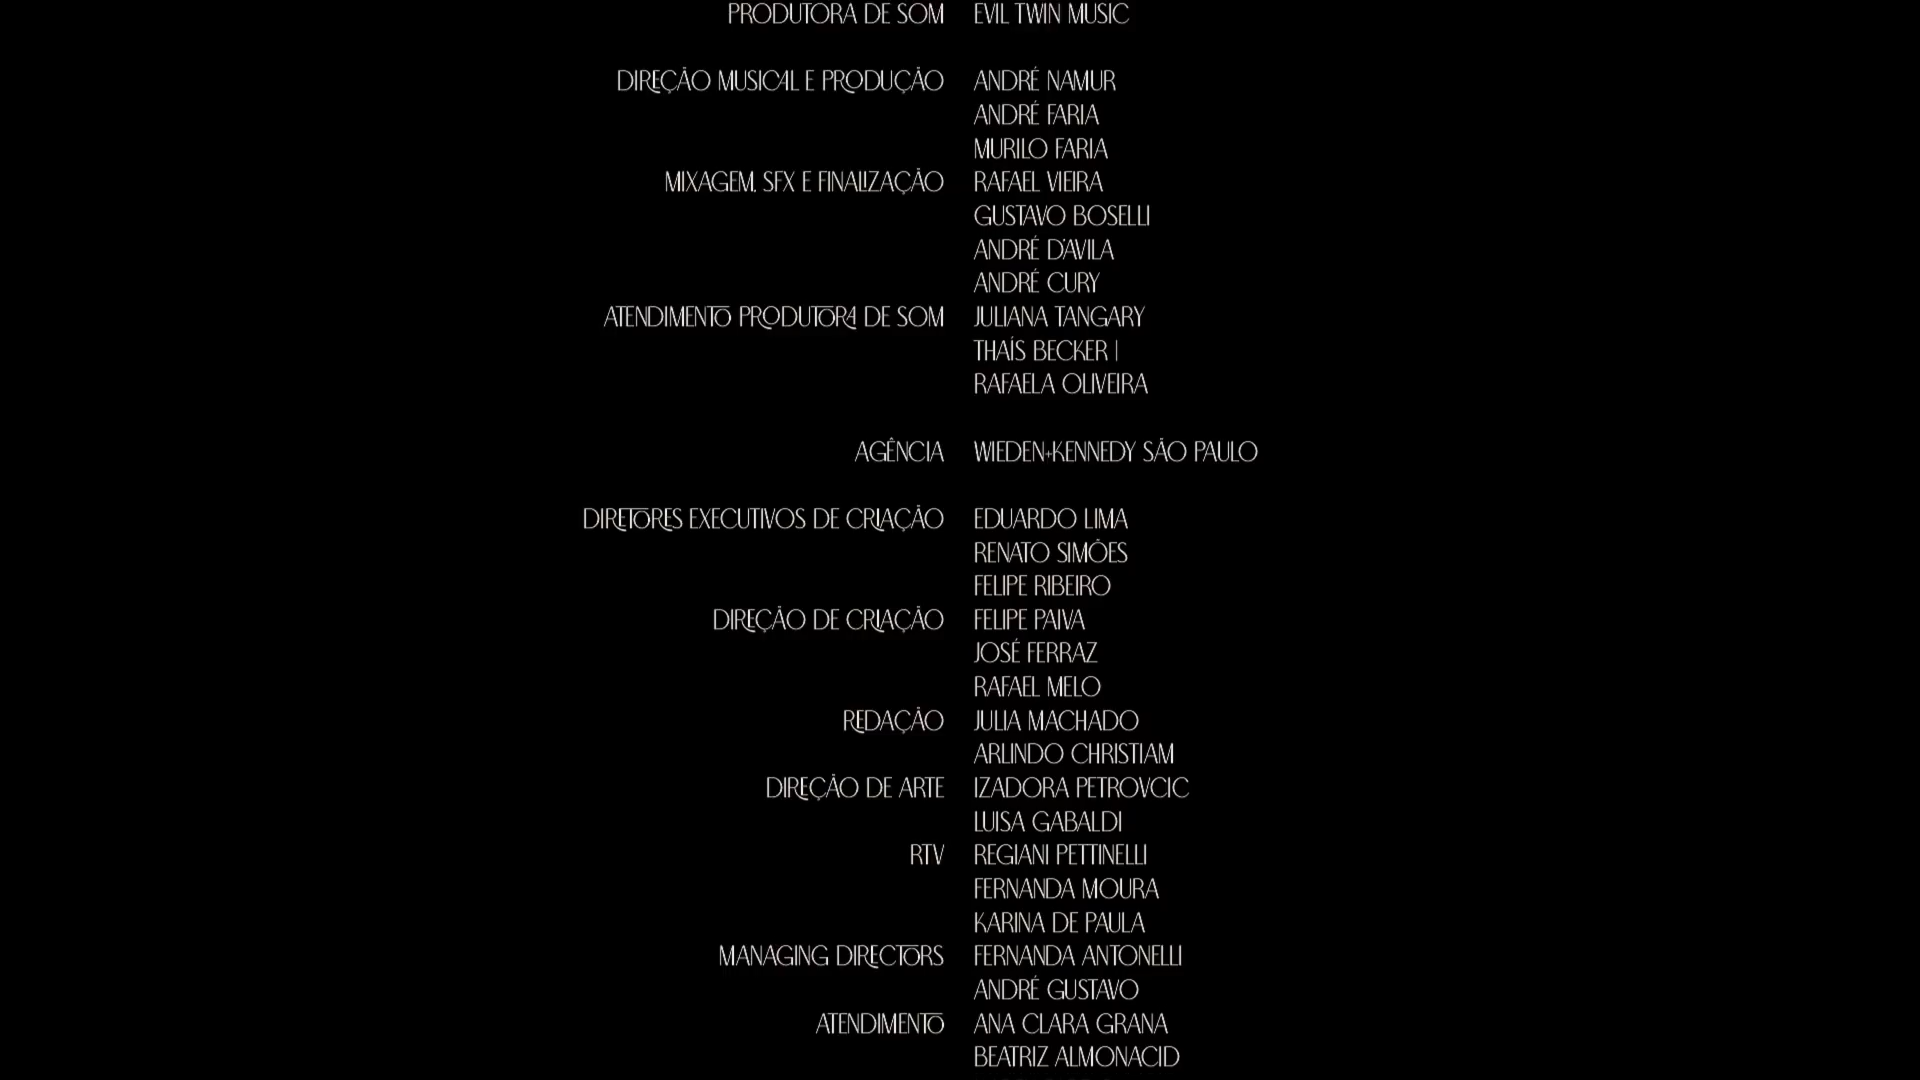 PRODUTORA DE SOM EVIL TWIN MUSIC
DIREÇÃO MUSICAL E PRODUÇÃO ANDRÉ NAMUR
ANDRÉ FARIA
MURILO FARIA
MIXAGEM, SFX E FINALIZAÇÃO RAFAEL VIEIRA
GUSTAVO BOSELLI
ANDRÉ D'AVILA
ANDRÉ CURY
ATENDIMENTO PRODUTORA DE SOM JULIANA TANGARY
THAÍS BECKER |
RAFAELA OLIVEIRA
AGÊNCIA WIEDEN+KENNEDY SÃO PAULO
DIRETORES EXECUTIVOS DE CRIAÇÃO EDUARDO LIMA
RENATO SIMÕES
FELIPE RIBEIRO
DIREÇÃO DE CRIAÇÃO FELIPE PAIVA
JOSÉ FERRAZ
RAFAEL MELO
REDAÇÃO JULIA MACHADO
ARLINDO CHRISTIAM
DIREÇÃO DE ARTE IZADORA PETROVCIC
LUISA GABALDI
RTV REGIANI PETTINELLI
FERNANDA MOURA
KARINA DE PAULA
MANAGING DIRECTORS FERNANDA ANTONELLI
ANDRÉ GUSTAVO
ATENDIMENTO ANA CLARA GRANA
BEATRIZ ALMONACID